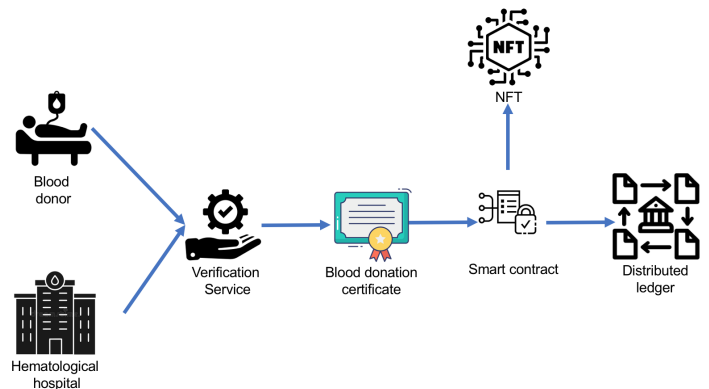 NFT
NFT
Blood
donor
Verification
Service
Blood donation
certificate
Smart contract
Distributed
ledger
Hematological
hospital